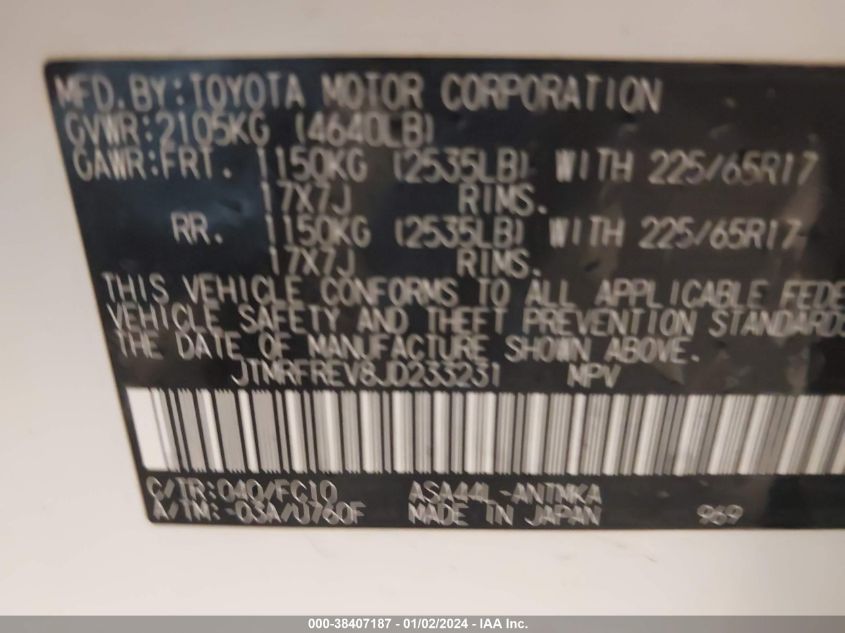 MFD.BY:TOYOTA MOTOR CORPORATION
GVWR:2105KG (4640LB)
GAWR:FRT. 1150KG (2535LB) WITH 225/65R17
17X7J RIMS.
RR. 1150KG (2535LB) WITH 225/65R17
17X7J RIMS.
THIS VEHICLE CONFORMS TO ALL APPLICABLE FEDE
VEHICLE SAFETY AND THEFT PREVENTION STANDARDS
THE DATE OF MANUFACTURE SHOWN ABOVE.
JTMRFREV8JD233231 MPV
C/TR:040/FC10 ASA44L-ANTMKA
A/TM:-03A/U760F MADE IN JAPAN 969
000-38407187 - 01/02/2024 - IAA Inc.